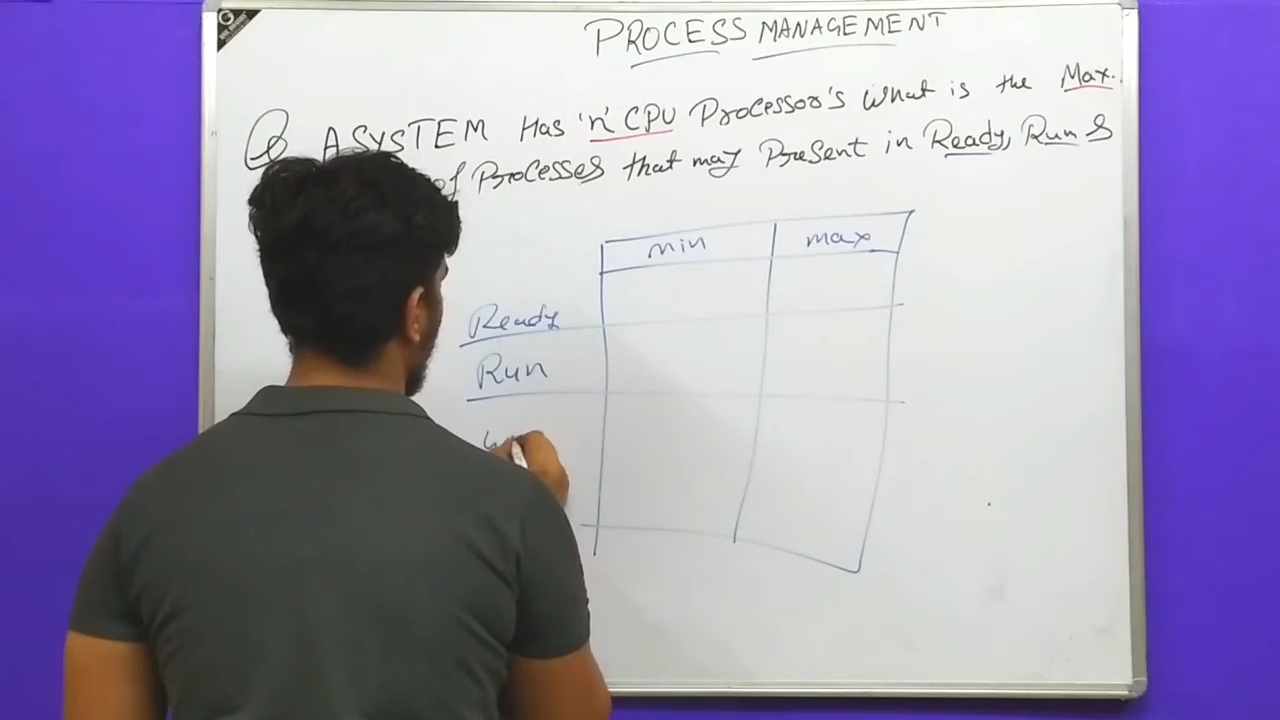 PROCESS MANAGEMENT
Q A SYSTEM Has 'n' CPU Processor's What is the Max.
of Processes that may Present in Ready, Run &
min max
Ready
Run